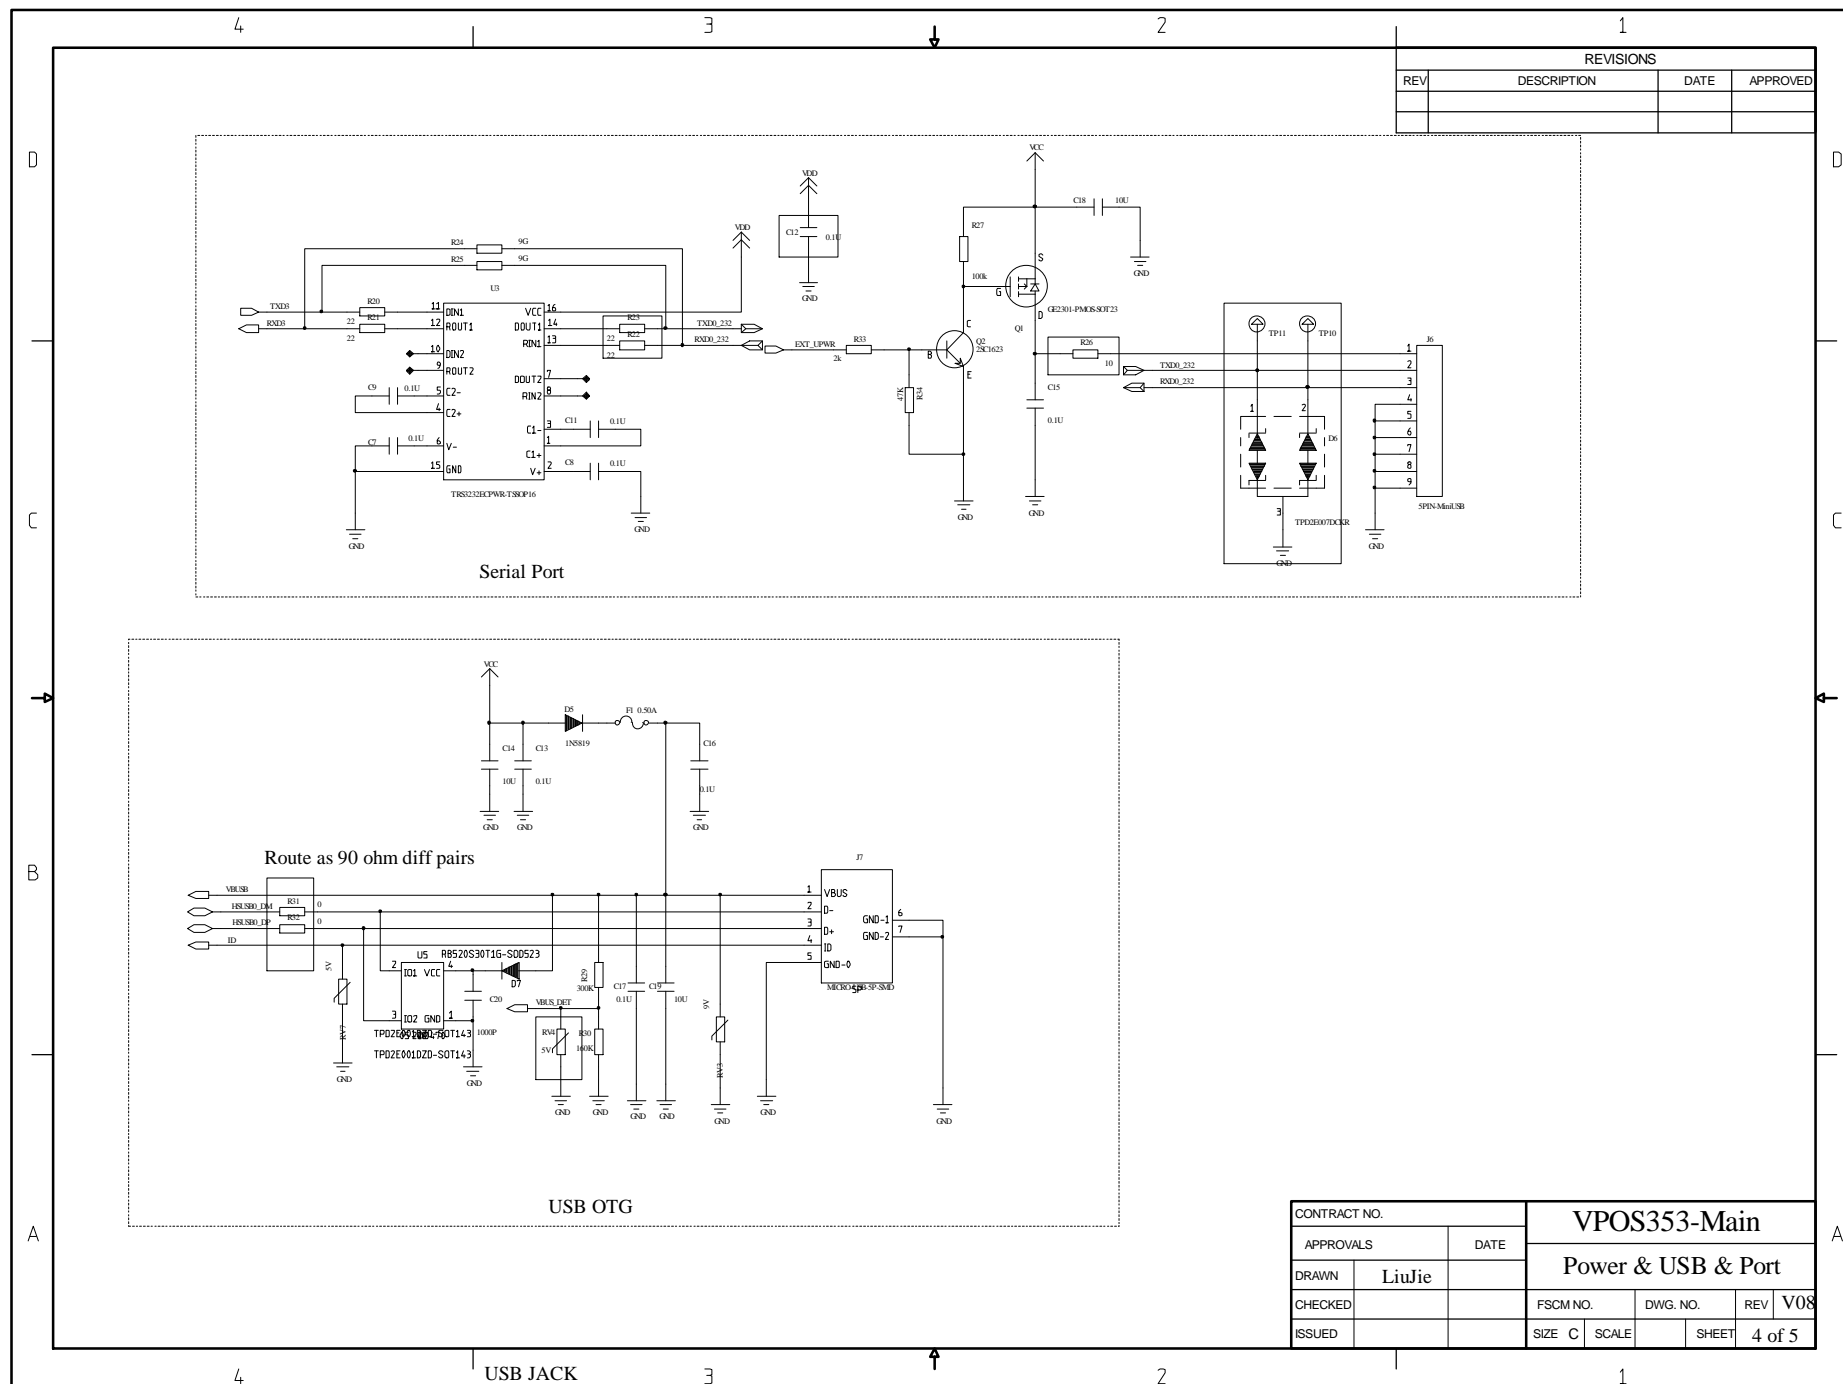 4 3 2 1
REVISIONS
REV DESCRIPTION DATE APPROVED
D D
VCC
VDD
C18 10U
C12 0.1U
VDD
R27
R24 9G
R25 9G
S
GND
100k
U3
GND
G
GE2301-PMOS-SOT23
TXD3 R20 11 DIN1 VCC 16
D
RXD3 22 R21 12 ROUT1 DOUT1 14 R23 TXD0_232
Q1
22 RIN1 13 22 R22 RXD0_232
22
C
TP11 TP10
EXT_UPWR R33
2k
B
Q2
2SC1623
E
R26
10
J6
10 DIN2
9 ROUT2
1
TXD0_232 2
RXD0_232 3
DOUT2 7
RIN2 8
C9 0.1U 5 C2-
4 C2+
47K R34
C15
0.1U
4
1 2
5
C11 0.1U
C1- 3
1
C1+
C7 0.1U 6 V-
6
D6
7
15 GND
V+ 2 C8 0.1U
8
9
TRS3232ECPWR-TSSOP16
5PIN-MiniUSB
3
TPD2E007DCKR
GND
GND
GND
GND
GND
GND
GND
C C
Serial Port
VCC
D5
1N5819
F1 0.50A
C14 C13
10U 0.1U
C16
0.1U
GND GND GND
Route as 90 ohm diff pairs
J7
B B
VBUSB 1 VBUS
HSUSB0_DM R31 0 2 D-
HSUSB0_DP R32 0 3 D+
ID 4 ID
GND-1 6
GND-2 7
5 GND-0
U5 RB520S30T1G-SOD523
5V
2 IO1 VCC 4
D7
R29
300K
C17
0.1U
C19
10U
MICRO-USB-5P-SMD
5P
C20
VBUS_DET
9V
3 IO2 GND 1
RV7
1000P
RV4
5V
R30
160K
TPD2E001DZD-SOT143
TPD2E001DZD-SOT143
RV3
GND
GND
GND GND GND GND GND GND GND
USB OTG
A A
CONTRACT NO.
VPOS353-Main
APPROVALS DATE
Power & USB & Port
DRAWN LiuJie
CHECKED
FSCM NO. DWG. NO. REV V08
ISSUED
SIZE C SCALE SHEET 4 of 5
4 3 2 1
USB JACK